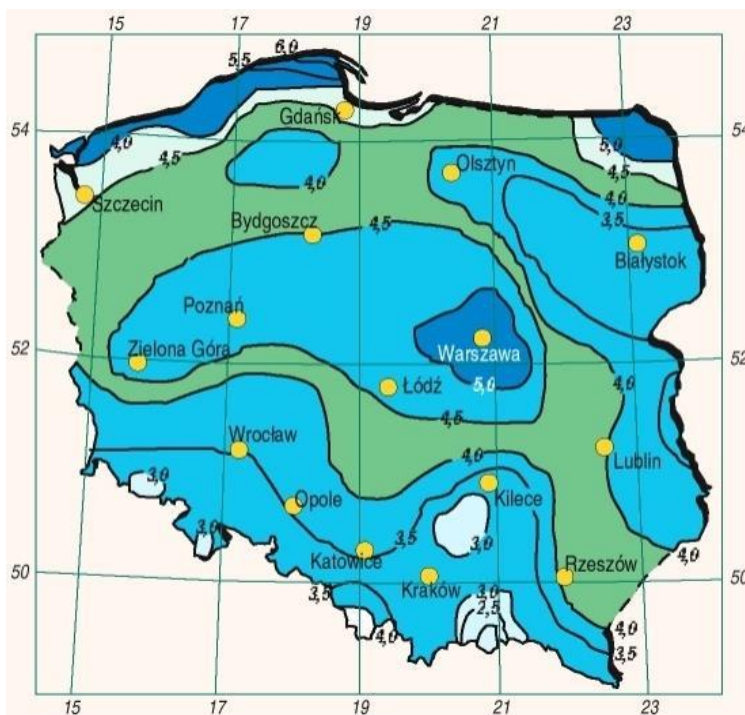 15 17 19 21 23
6,0
5,5
Gdańsk
54
4,0
54
4,5
5,0
4,5
4,0
Olsztyn
4,0
Szczecin
3,5
Bydgoszcz
4,5
Białystok
Poznań
52
Zielona Góra
Warszawa
52
Łódź
5,0
4,0
4,5
Wrocław
4,0
Lublin
3,0
Opole
Kilece
3,5
3,0
3,0
Katowice
4,0
50
Kraków
Rzeszów
50
3,5
3,0
2,5
4,0
4,0
3,5
15 17 19 21 23